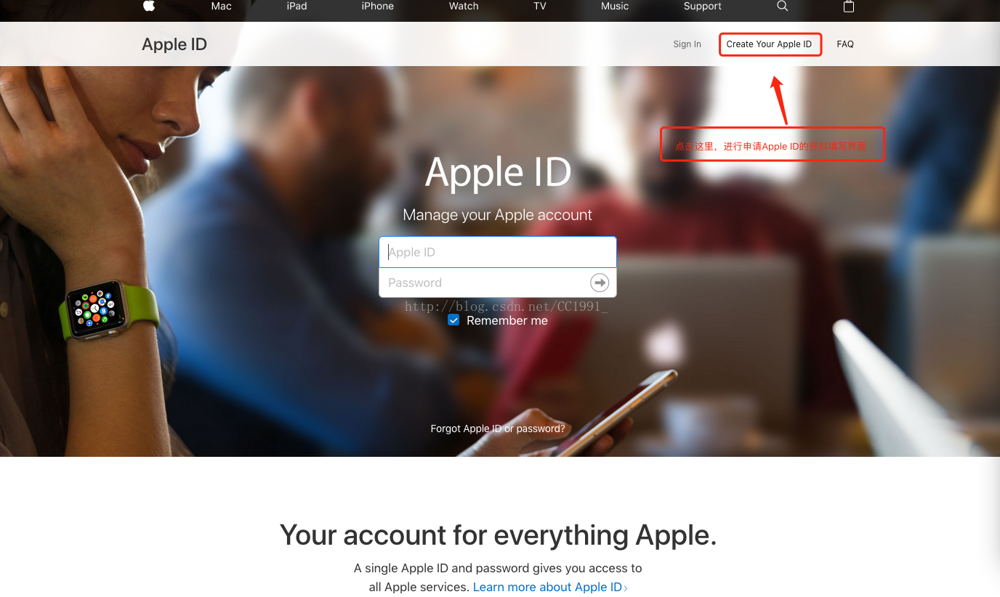 Mac iPad iPhone Watch TV Music Support
Apple ID Sign In Create Your Apple ID FAQ
点击这里，进行申请Apple ID的资料填写界面
Apple ID
Manage your Apple account
Apple ID
Password
http://blog.csdn.net/CC1991_
Remember me
Forgot Apple ID or password?
Your account for everything Apple.
A single Apple ID and password gives you access to
all Apple services. Learn more about Apple ID ›